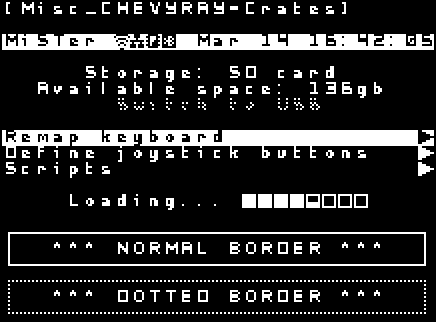 [Misc_CHEVYRAY-Crates]
MiSTer Mar 14 16:42:05
Storage: SD card
Available space: 136gb
Switch to USB
Remap keyboard
Define joystick buttons
Scripts
Loading...
*** NORMAL BORDER ***
*** DOTTED BORDER ***